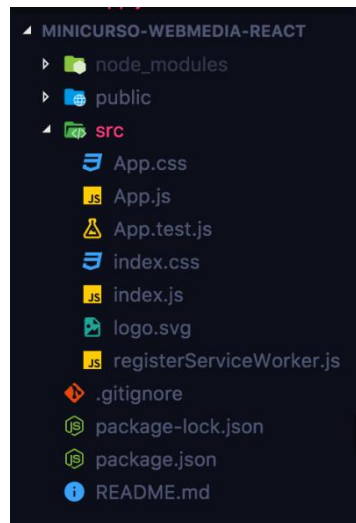 MINICURSO-WEBMEDIA-REACT
node_modules
public
src
App.css
App.js
App.test.js
index.css
index.js
logo.svg
registerServiceWorker.js
.gitignore
package-lock.json
package.json
README.md